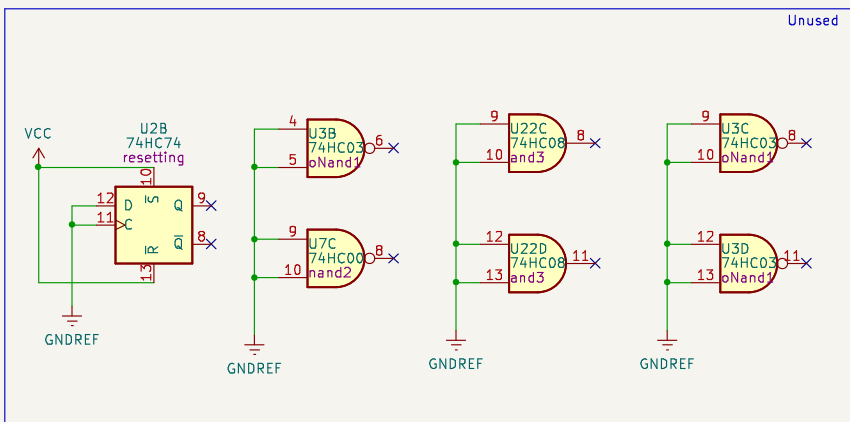 Unused
VCC
U2B
74HC74
resetting
10
S
12 D Q 9
11 C Q 8
R
13
GNDREF
4 U3B
74HC03 6
5 oNand1
9 U7C
74HC00 8
10 nand2
GNDREF
9 U22C
74HC08 8
10 and3
12 U22D
74HC08 11
13 and3
GNDREF
9 U3C
74HC03 8
10 oNand1
12 U3D
74HC03 11
13 oNand1
GNDREF